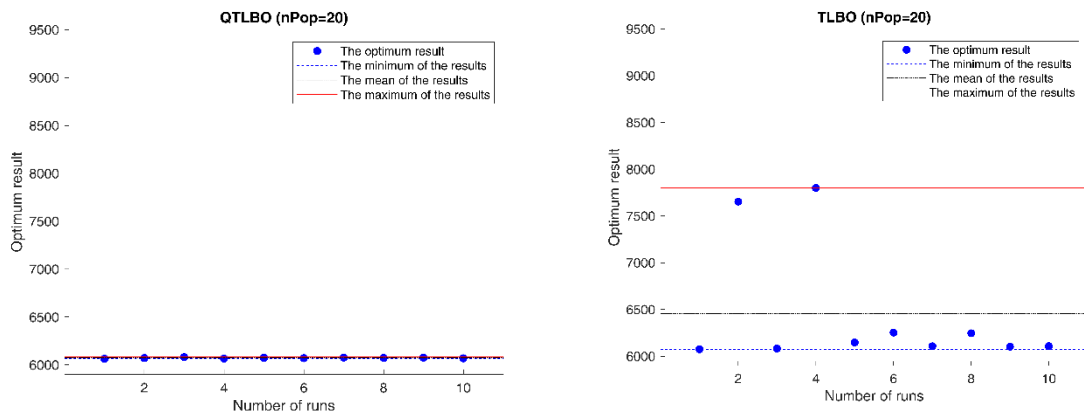 QTLBO (nPop=20)
9500
9000
8500
8000
7500
7000
6500
6000
2
4
6
8
10
Optimum result
Number of runs
The optimum result
The minimum of the results
The mean of the results
The maximum of the results
TLBO (nPop=20)
9500
9000
8500
8000
7500
7000
6500
6000
2
4
6
8
10
Optimum result
Number of runs
The optimum result
The minimum of the results
The mean of the results
The maximum of the results